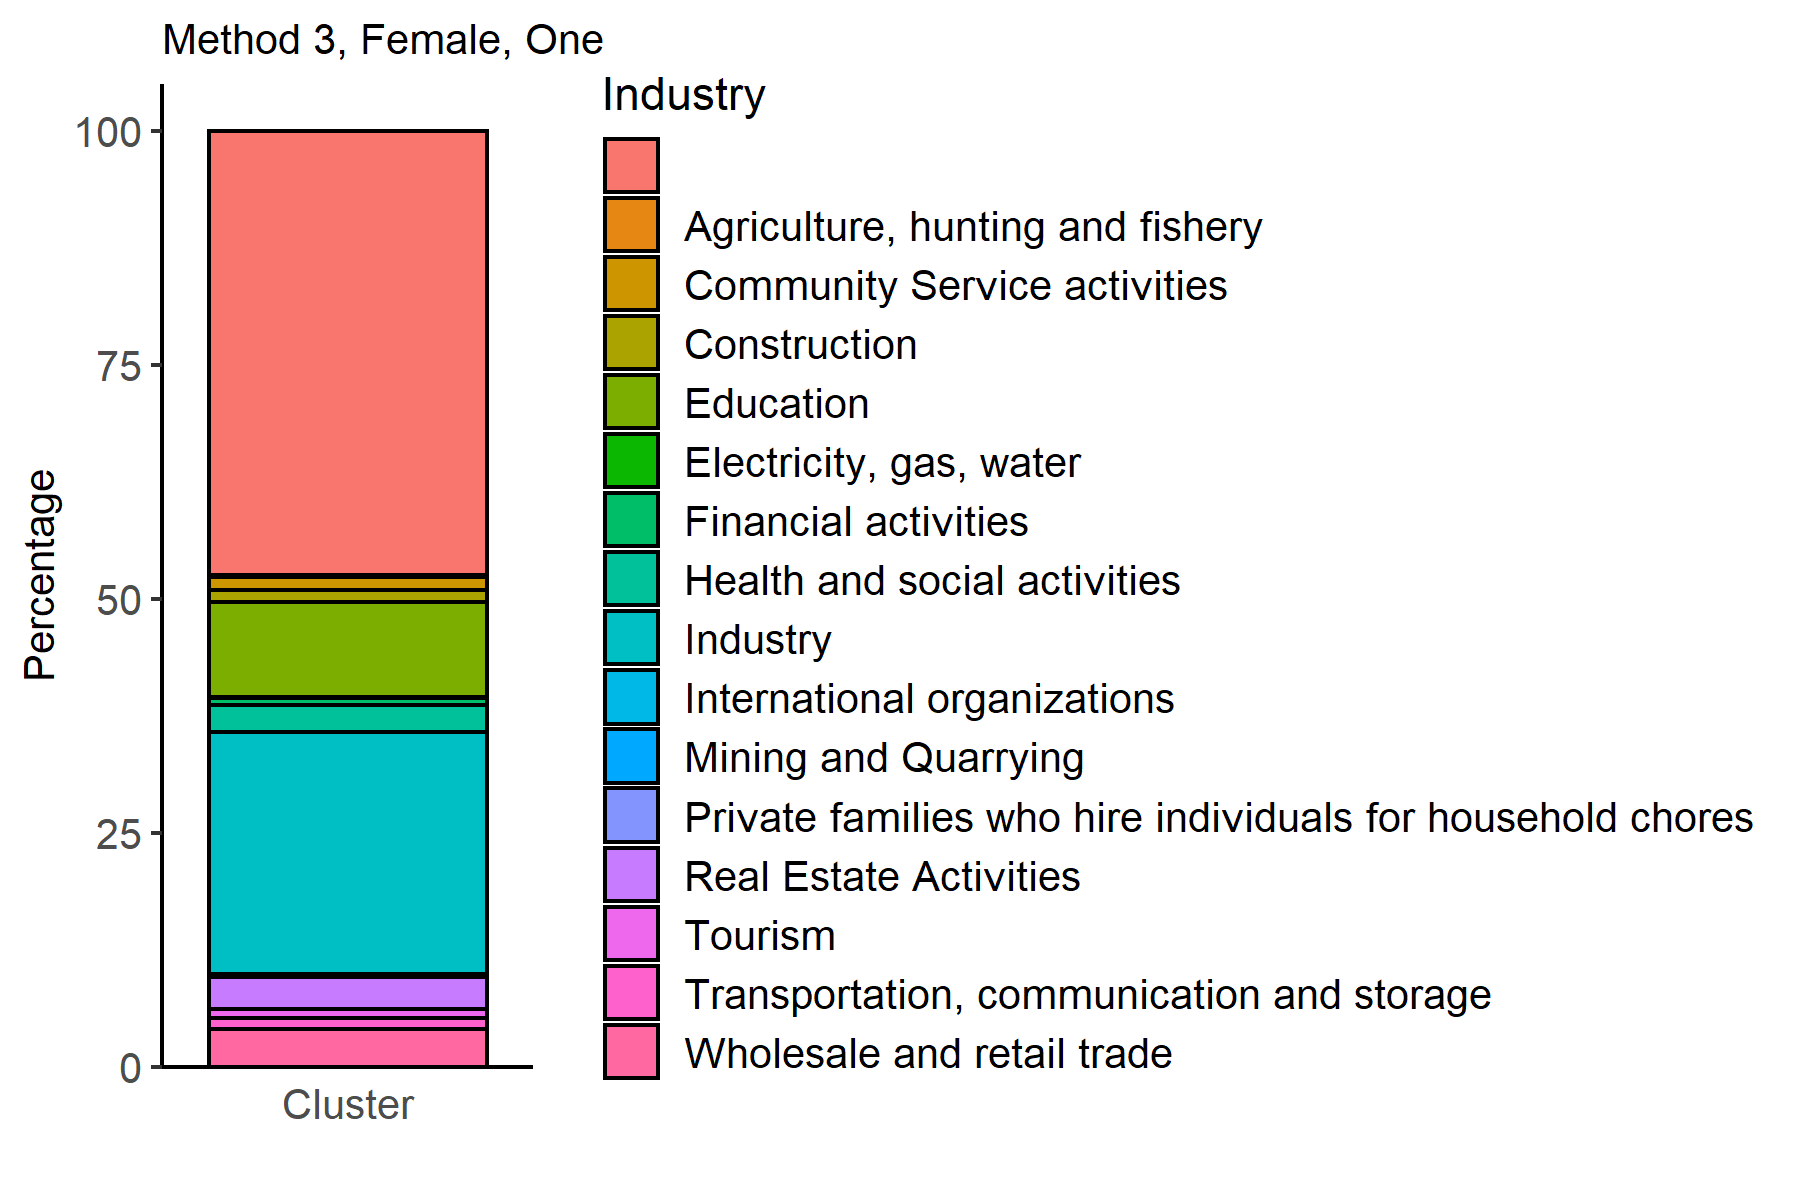 Method 3, Female, One
Industry
100
75
50
25
0
Percentage
Cluster
Agriculture, hunting and fishery
Community Service activities
Construction
Education
Electricity, gas, water
Financial activities
Health and social activities
Industry
International organizations
Mining and Quarrying
Private families who hire individuals for household chores
Real Estate Activities
Tourism
Transportation, communication and storage
Wholesale and retail trade